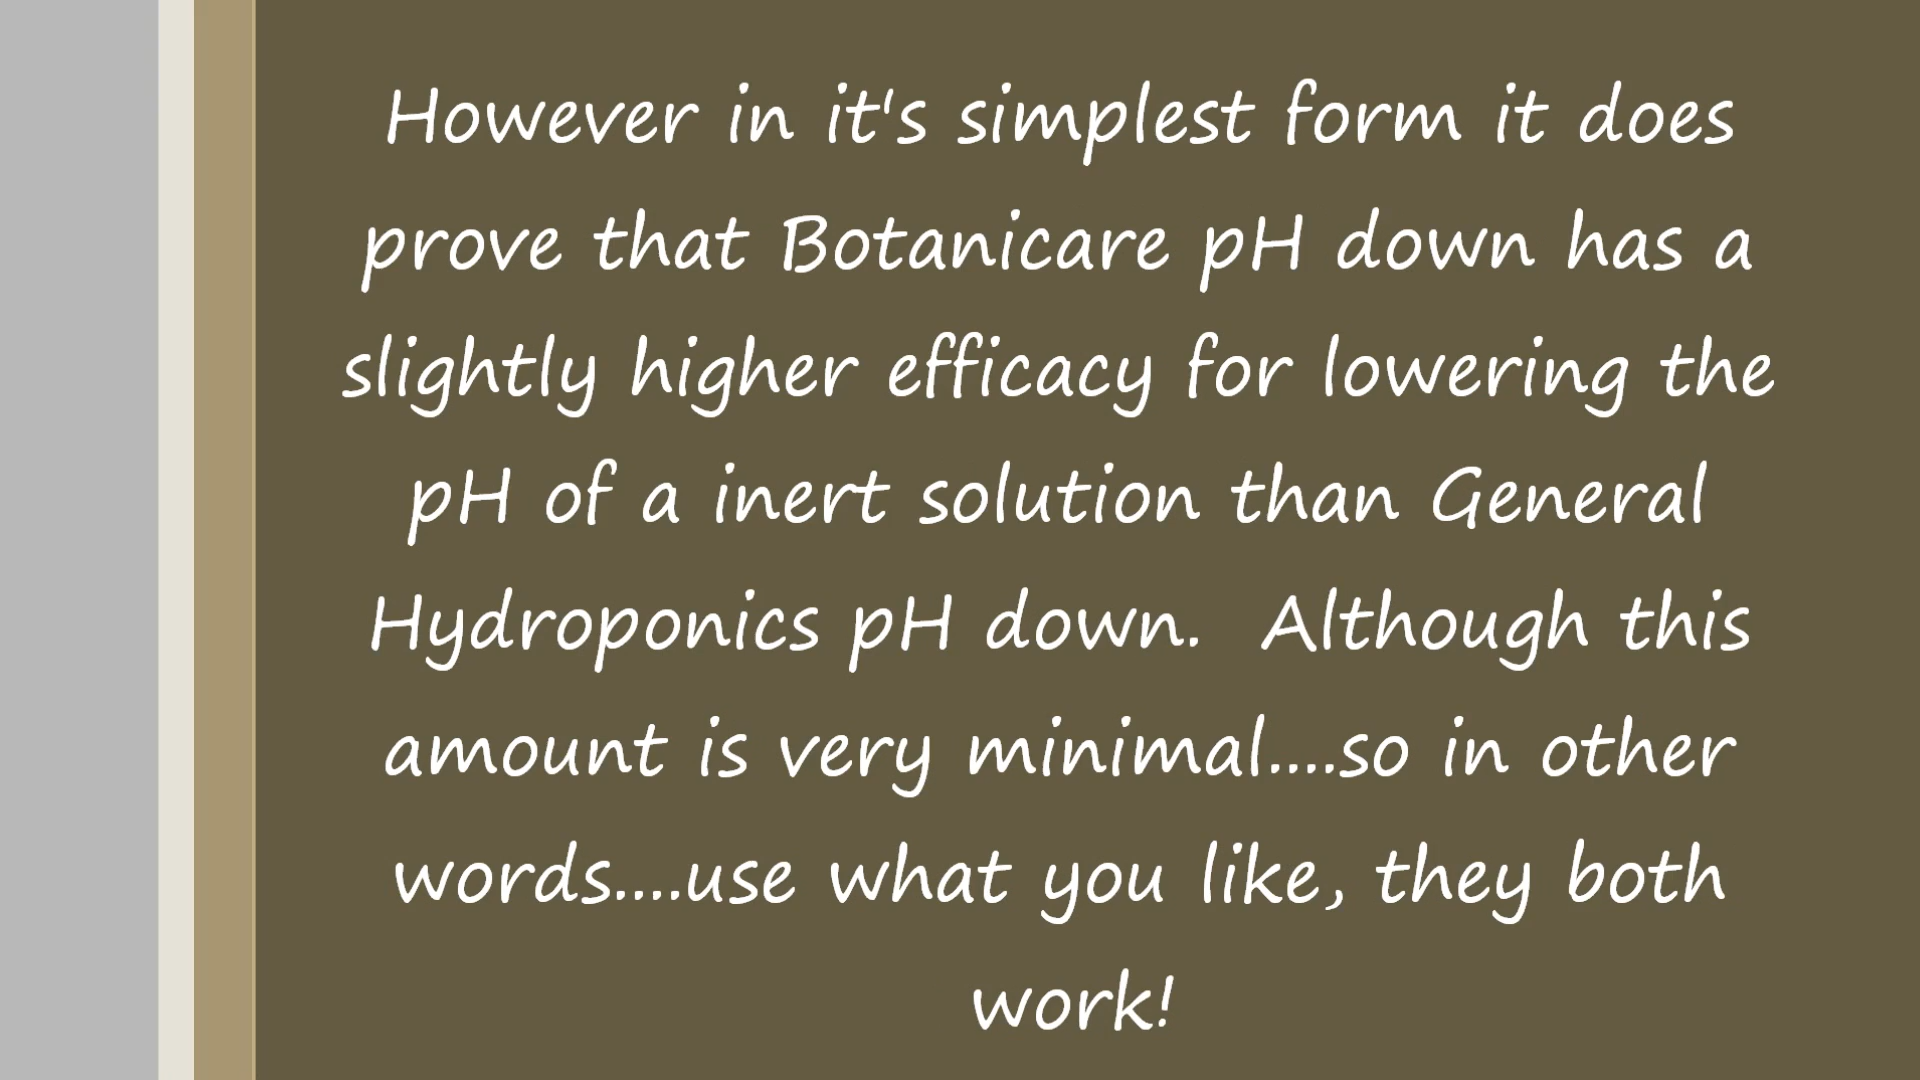 However in it's simplest form it does
prove that Botanicare pH down has a
slightly higher efficacy for lowering the
pH of a inert solution than General
Hydroponics pH down.  Although this
amount is very minimal....so in other
words....use what you like, they both
work!